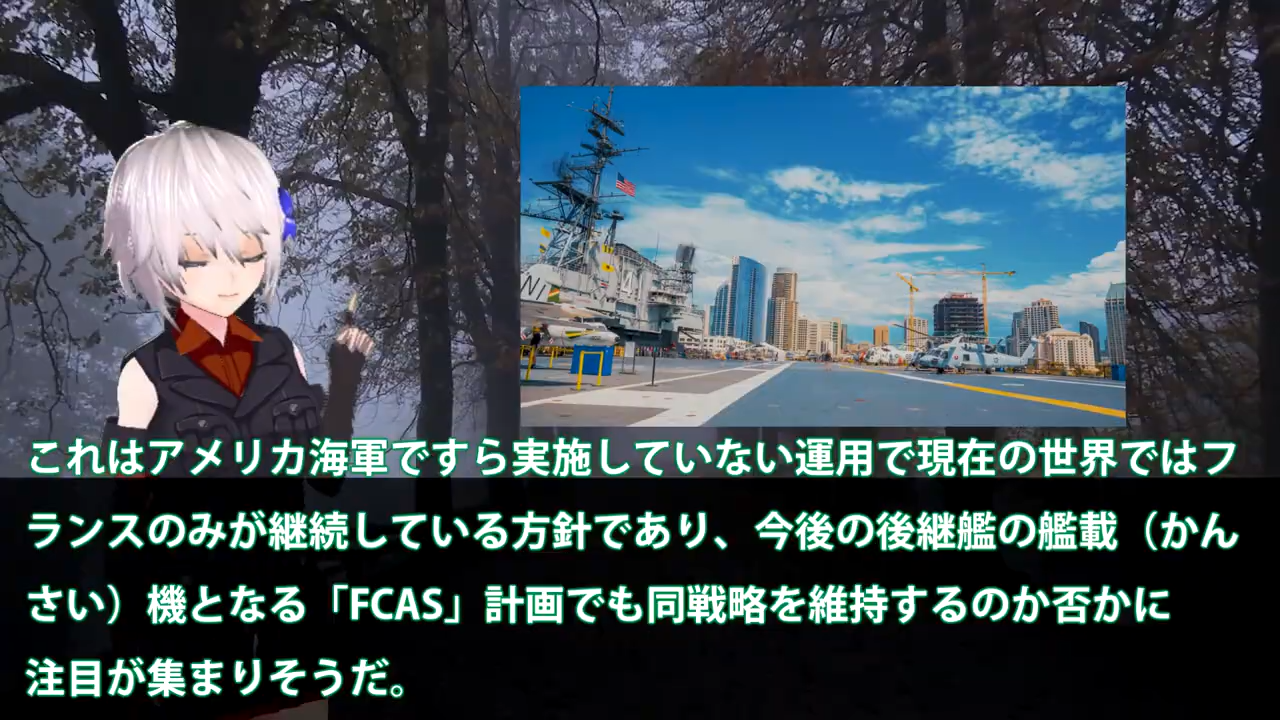 これはアメリカ海軍ですら実施していない運用で現在の世界ではフ
ランスのみが継続している方針であり、今後の後継艦の艦載（かん
さい）機となる「FCAS」計画でも同戦略を維持するのか否かに
注目が集まりそうだ。